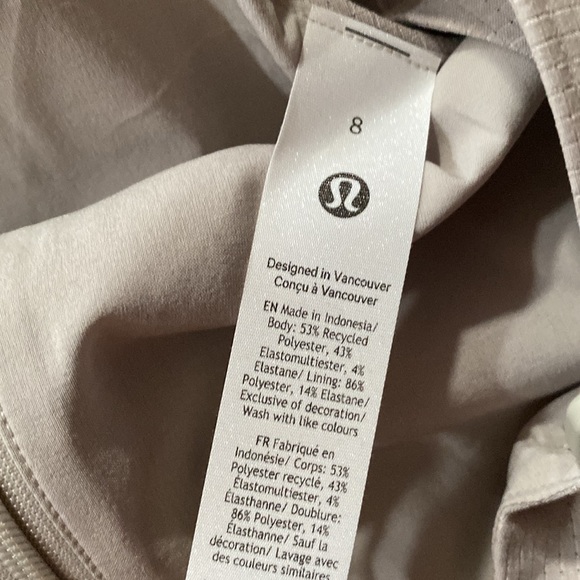 8
Designed in Vancouver
Conçu à Vancouver
EN Made in Indonesia/
Body: 53% Recycled
Polyester, 43%
Elastomultiester, 4%
Elastane/ Lining: 86%
Polyester, 14% Elastane/
Exclusive of decoration/
Wash with like colours
FR Fabriqué en
Indonésie/ Corps: 53%
Polyester recyclé, 43%
Élastomultiester, 4%
Élasthanne/ Doublure:
86% Polyester, 14%
Élasthanne/ Sauf la
décoration/ Lavage avec
des couleurs similaires